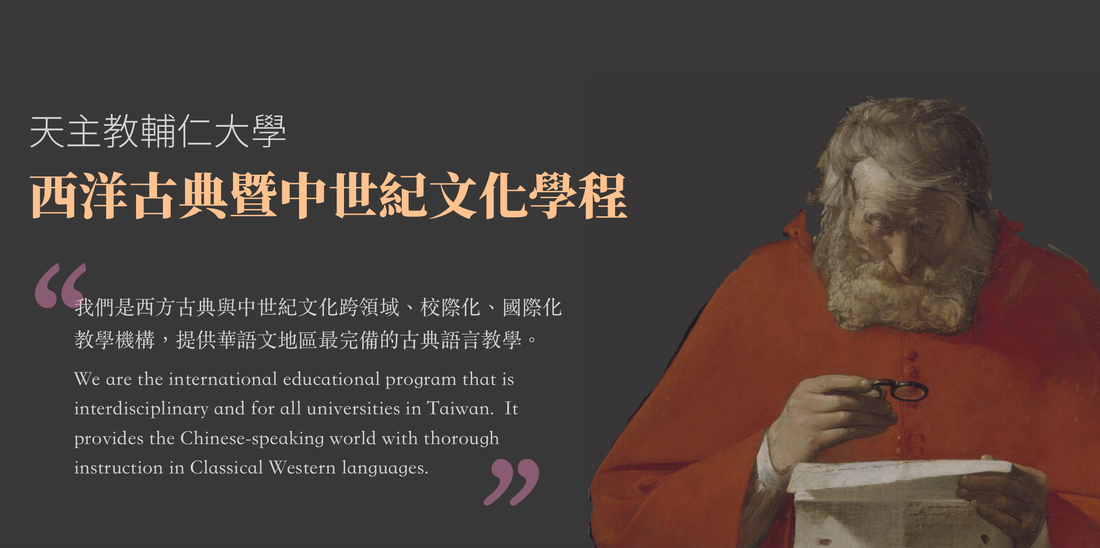 天主教輔仁大學
西洋古典暨中世紀文化學程
“我們是西方古典與中世紀文化跨領域、校際化、國際化
教學機構，提供華語文地區最完備的古典語言教學。
We are the international educational program that is
interdisciplinary and for all universities in Taiwan.  It
provides the Chinese-speaking world with thorough
instruction in Classical Western languages.”